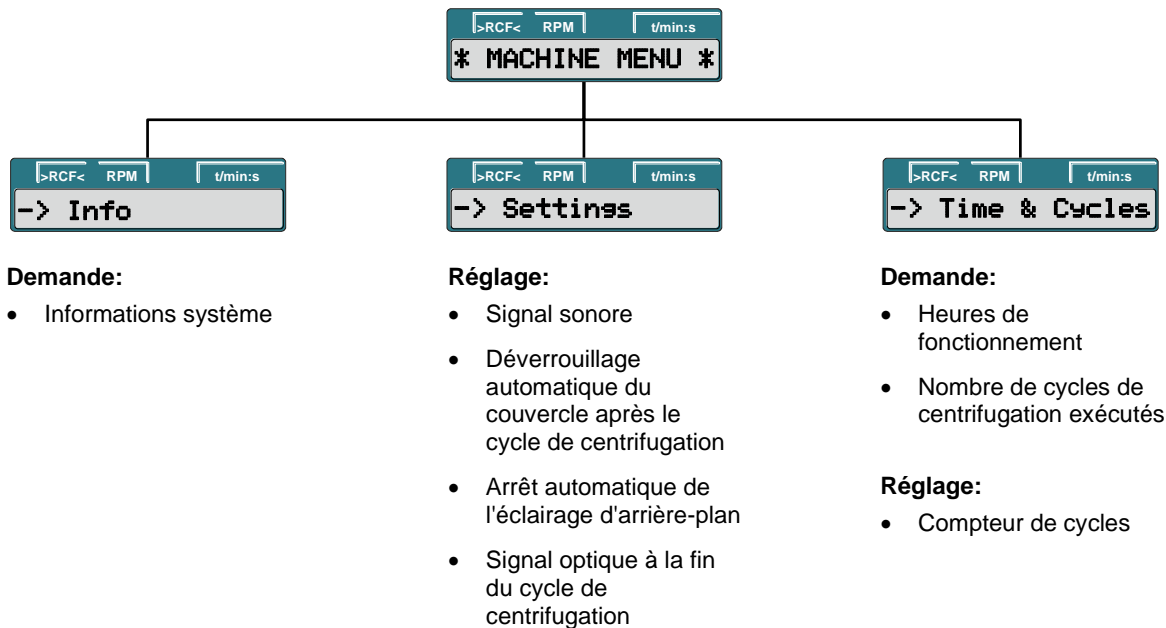 >RCF< RPM t/min:s
* MACHINE MENU *
>RCF< RPM t/min:s
-> Info
Demande:
• Informations système
>RCF< RPM t/min:s
-> Settings
Réglage:
• Signal sonore
• Déverrouillage
automatique du
couvercle après le
cycle de centrifugation
• Arrêt automatique de
l'éclairage d'arrière-plan
• Signal optique à la fin
du cycle de
centrifugation
>RCF< RPM t/min:s
-> Time & Cycles
Demande:
• Heures de
fonctionnement
• Nombre de cycles de
centrifugation exécutés
Réglage:
• Compteur de cycles